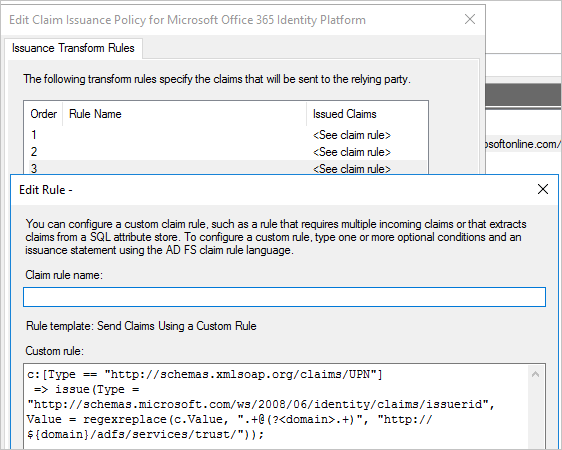 Edit Claim Issuance Policy for Microsoft Office 365 Identity Platform
Issuance Transform Rules
The following transform rules specify the claims that will be sent to the relying party.
Order Rule Name Issued Claims
1 <See claim rule>
2 <See claim rule>
osoftonline.com/
3 <See claim rule>
Edit Rule -
You can configure a custom claim rule, such as a rule that requires multiple incoming claims or that extracts
claims from a SQL attribute store. To configure a custom rule, type one or more optional conditions and an
issuance statement using the AD FS claim rule language.
Claim rule name:
Rule template: Send Claims Using a Custom Rule
Custom rule:
c:[Type == "http://schemas.xmlsoap.org/claims/UPN"]
=> issue(Type =
"http://schemas.microsoft.com/ws/2008/06/identity/claims/issuerid",
Value = regexreplace(c.Value, ".+@(?<domain>.+)", "http://
${domain}/adfs/services/trust/"));